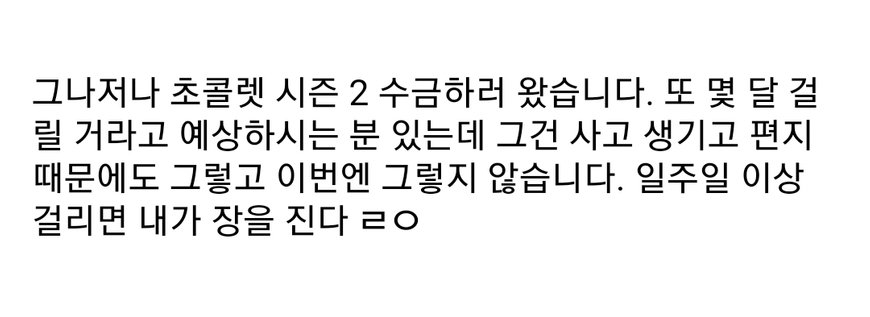 그나저나 초콜렛 시즌 2 수금하러 왔습니다. 또 몇 달 걸
릴 거라고 예상하시는 분 있는데 그건 사고 생기고 편지
때문에도 그렇고 이번엔 그렇지 않습니다. 일주일 이상
걸리면 내가 장을 진다 ㄹㅇ